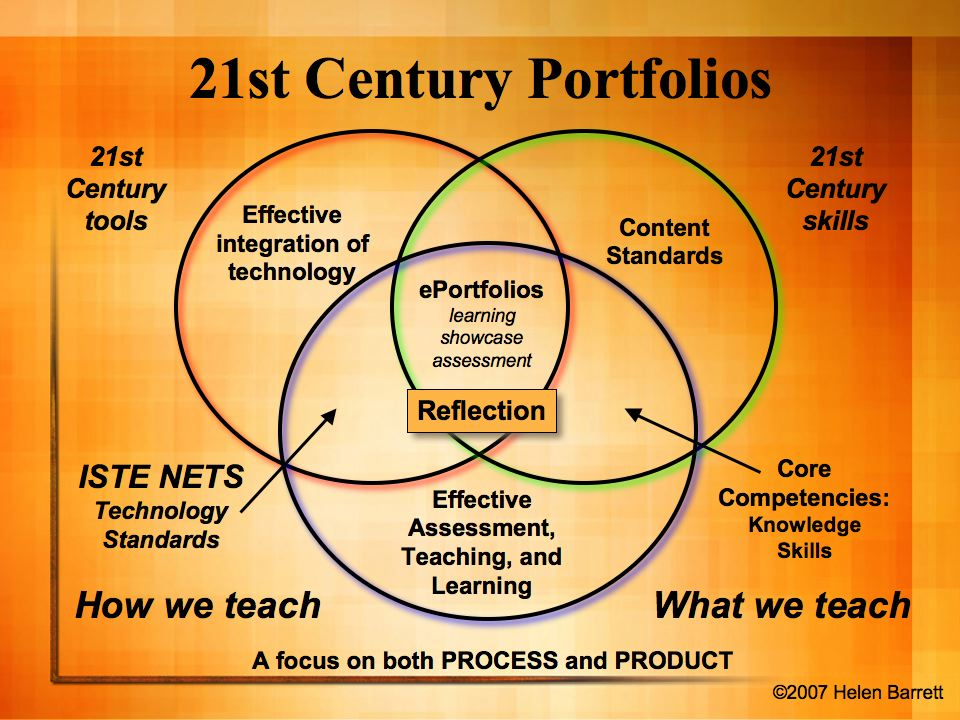 21st Century Portfolios
21st
Century
tools
21st
Century
skills
Effective
integration of
technology
Content
Standards
ePortfolios
learning
showcase
assessment
Reflection
ISTE NETS
Technology
Standards
Core
Competencies:
Knowledge
Skills
Effective
Assessment,
Teaching, and
Learning
How we teach
What we teach
A focus on both PROCESS and PRODUCT
©2007 Helen Barrett